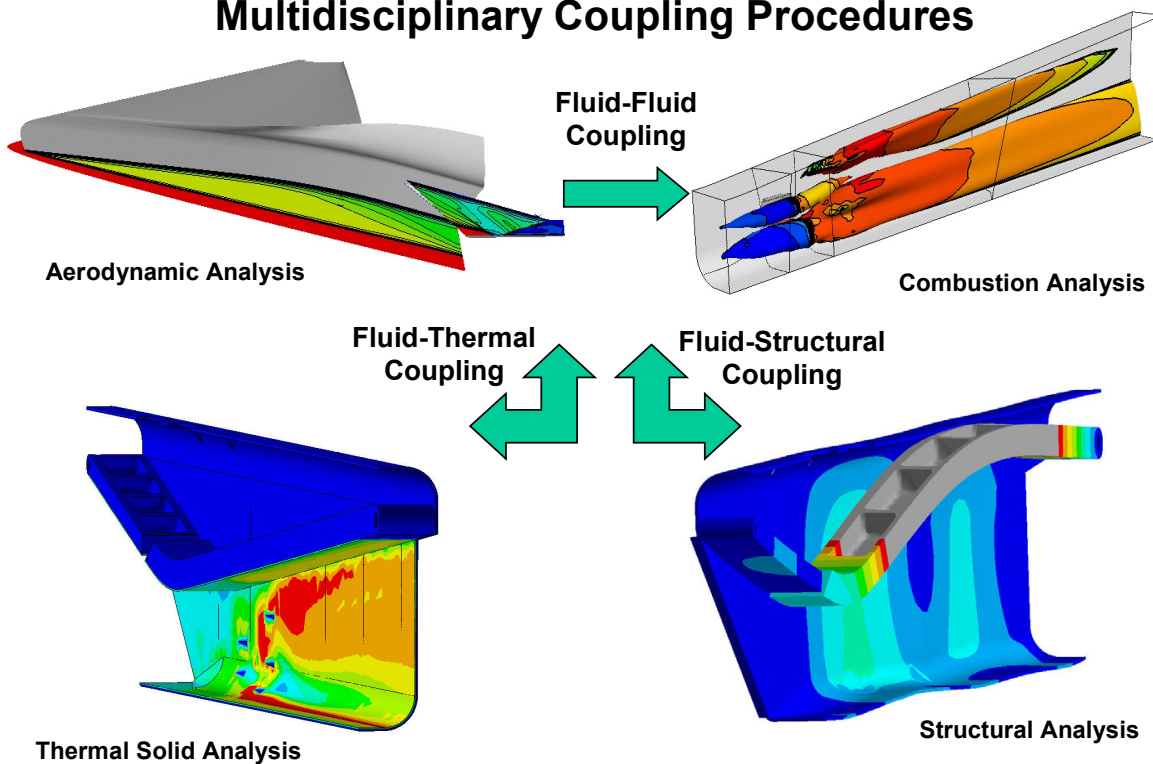 Multidisciplinary Coupling Procedures
Fluid-Fluid
Coupling
Aerodynamic Analysis
Combustion Analysis
Fluid-Thermal
Coupling
Fluid-Structural
Coupling
Thermal Solid Analysis
Structural Analysis